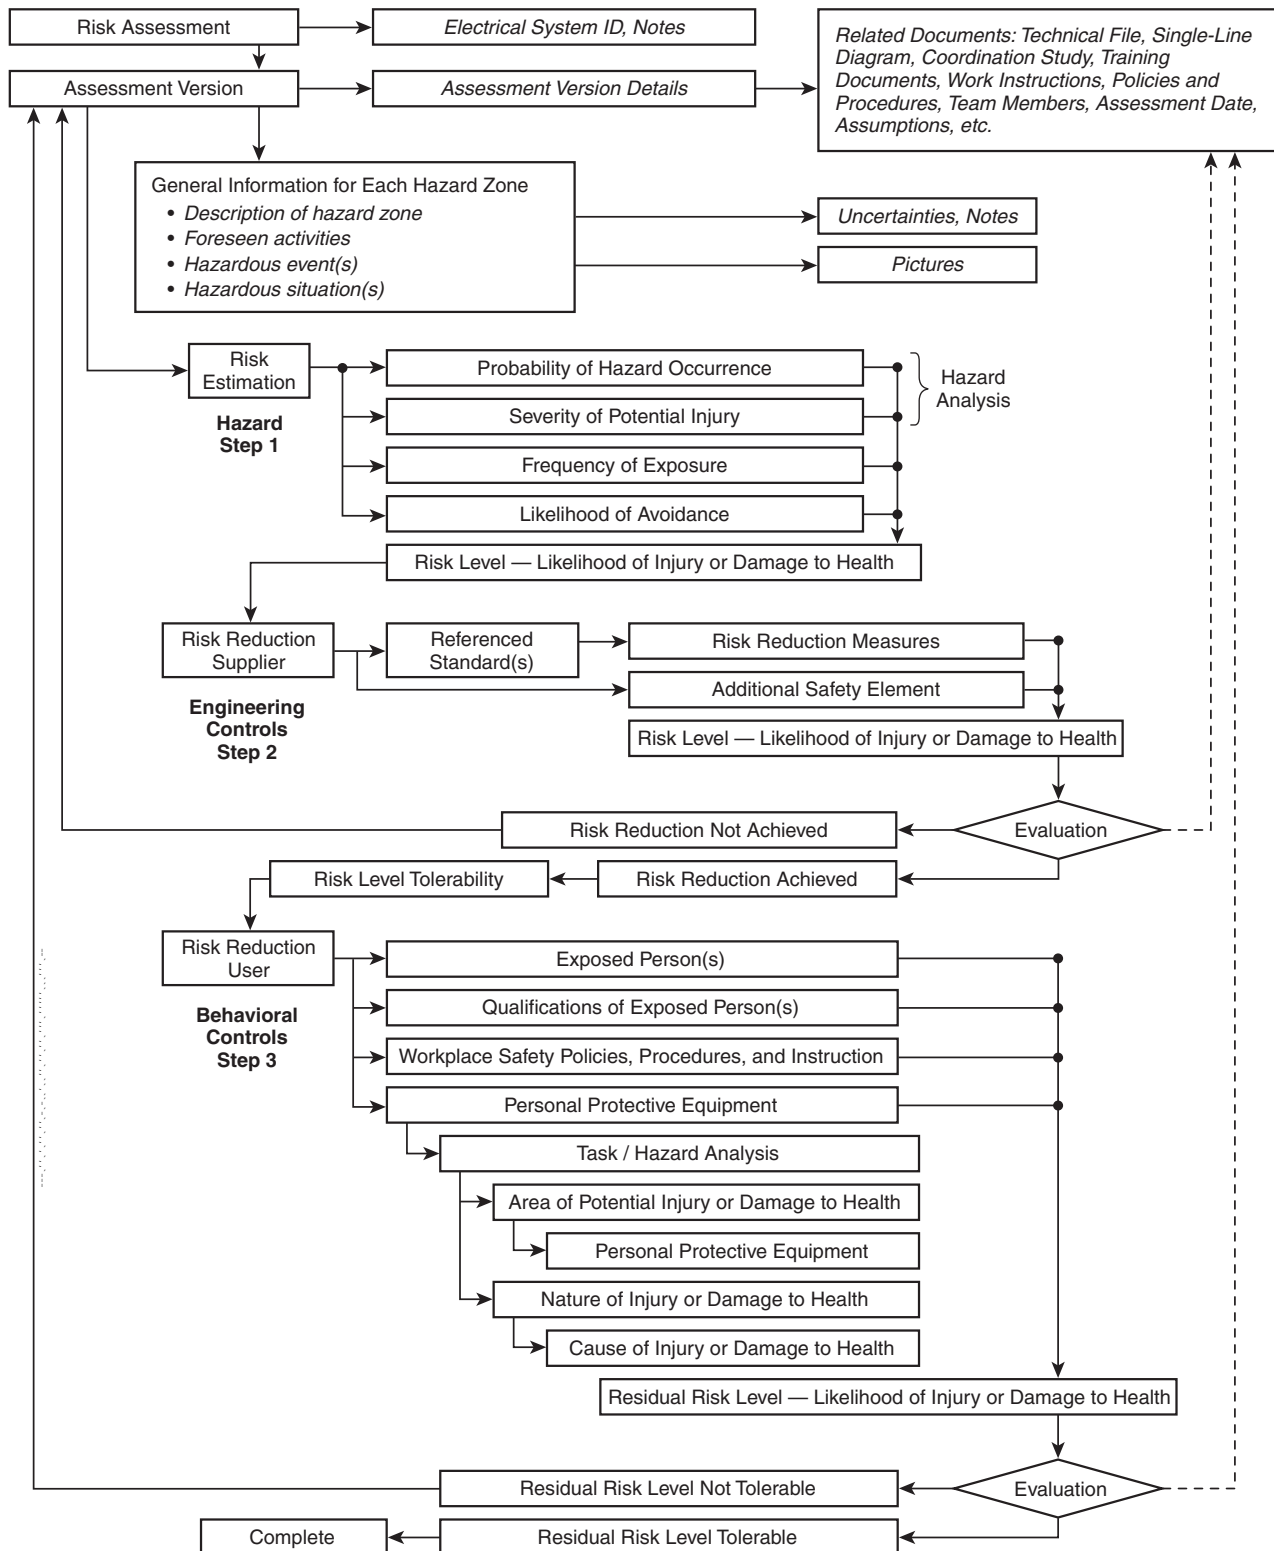 Risk Assessment
Electrical System ID, Notes
Related Documents: Technical File, Single-Line
Diagram, Coordination Study, Training
Documents, Work Instructions, Policies and
Procedures, Team Members, Assessment Date,
Assumptions, etc.
Assessment Version
Assessment Version Details
General Information for Each Hazard Zone
• Description of hazard zone
• Foreseen activities
• Hazardous event(s)
• Hazardous situation(s)
Uncertainties, Notes
Pictures
Risk
Estimation
Hazard
Step 1
Probability of Hazard Occurrence
Severity of Potential Injury
Frequency of Exposure
Likelihood of Avoidance
Hazard
Analysis
Risk Level — Likelihood of Injury or Damage to Health
Risk Reduction
Supplier
Engineering
Controls
Step 2
Referenced
Standard(s)
Risk Reduction Measures
Additional Safety Element
Risk Level — Likelihood of Injury or Damage to Health
Evaluation
Risk Reduction Not Achieved
Risk Reduction Achieved
Risk Level Tolerability
Risk Reduction
User
Behavioral
Controls
Step 3
Exposed Person(s)
Qualifications of Exposed Person(s)
Workplace Safety Policies, Procedures, and Instruction
Personal Protective Equipment
Task / Hazard Analysis
Area of Potential Injury or Damage to Health
Personal Protective Equipment
Nature of Injury or Damage to Health
Cause of Injury or Damage to Health
Residual Risk Level — Likelihood of Injury or Damage to Health
Evaluation
Residual Risk Level Not Tolerable
Residual Risk Level Tolerable
Complete